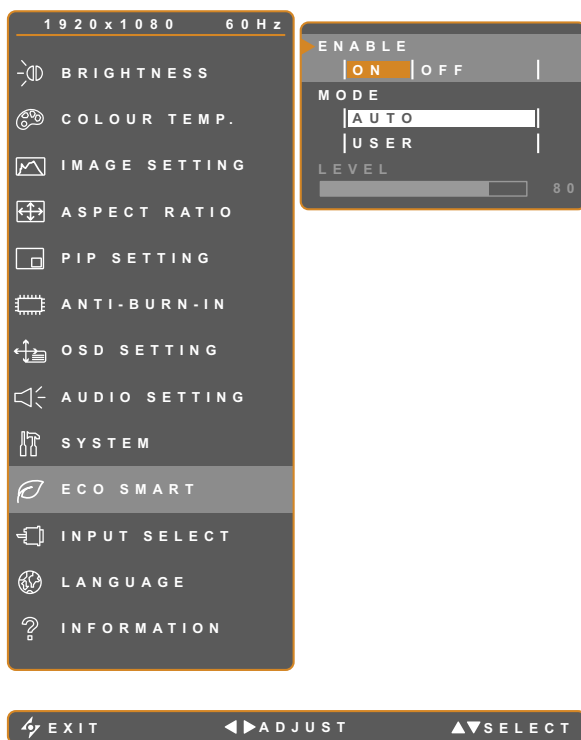 1920x1080 60Hz
BRIGHTNESS
COLOUR TEMP.
IMAGE SETTING
ASPECT RATIO
PIP SETTING
ANTI-BURN-IN
OSD SETTING
AUDIO SETTING
SYSTEM
ECO SMART
INPUT SELECT
LANGUAGE
INFORMATION
ENABLE
ON OFF
MODE
AUTO
USER
LEVEL
80
EXIT ADJUST SELECT